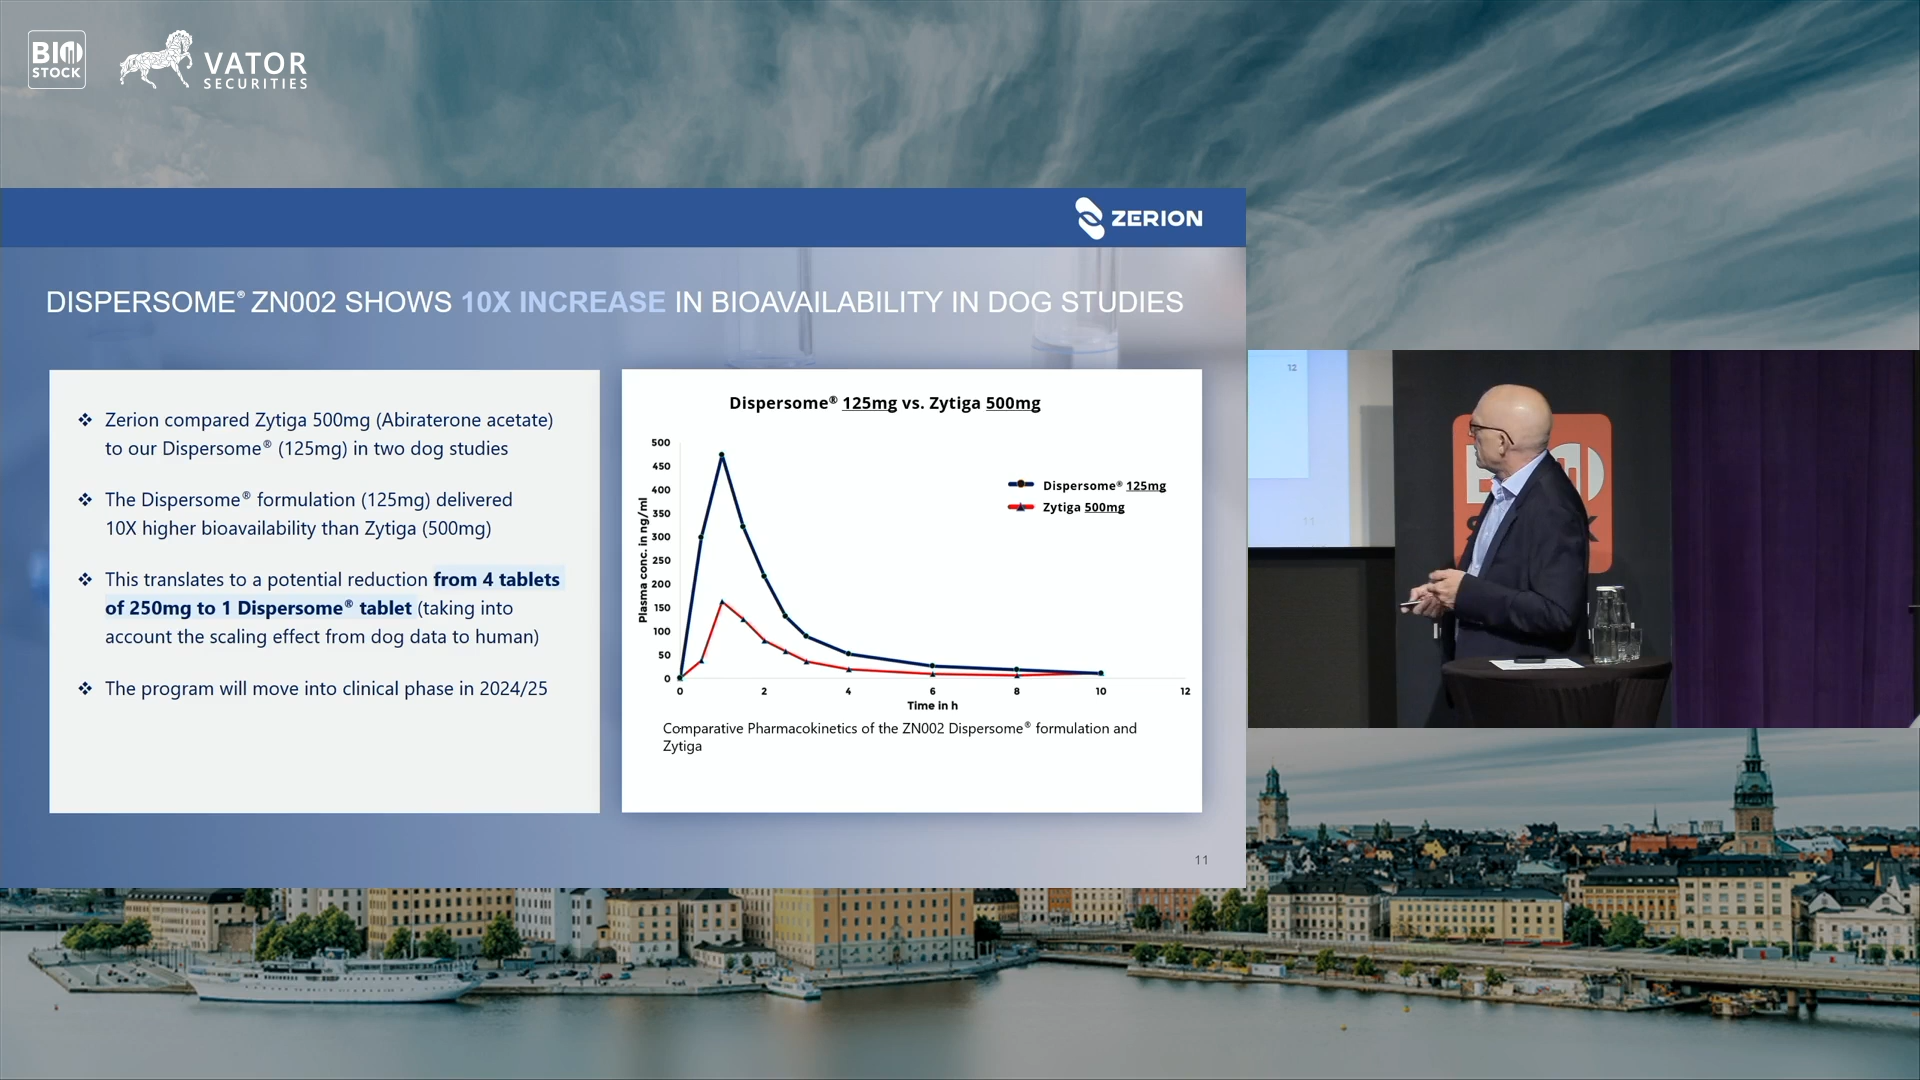 BIO
STOCK
VATOR
SECURITIES
ZERION
DISPERSOME® ZN002 SHOWS 10X INCREASE IN BIOAVAILABILITY IN DOG STUDIES
❖ Zerion compared Zytiga 500mg (Abiraterone acetate)
to our Dispersome® (125mg) in two dog studies
❖ The Dispersome® formulation (125mg) delivered
10X higher bioavailability than Zytiga (500mg)
❖ This translates to a potential reduction from 4 tablets
of 250mg to 1 Dispersome® tablet (taking into
account the scaling effect from dog data to human)
❖ The program will move into clinical phase in 2024/25
Dispersome® 125mg vs. Zytiga 500mg
Plasma conc. in ng/ml
500
450
400
350
300
250
200
150
100
50
0
0 2 4 6 8 10 12
Time in h
Dispersome® 125mg
Zytiga 500mg
Comparative Pharmacokinetics of the ZN002 Dispersome® formulation and
Zytiga
11
12
11